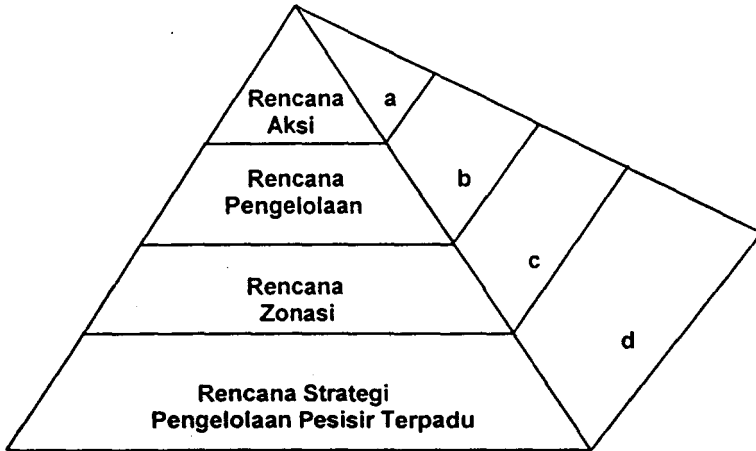 Rencana
Aksi
a
Rencana
Pengelolaan
b
Rencana
Zonasi
c
Rencana Strategi
Pengelolaan Pesisir Terpadu
d